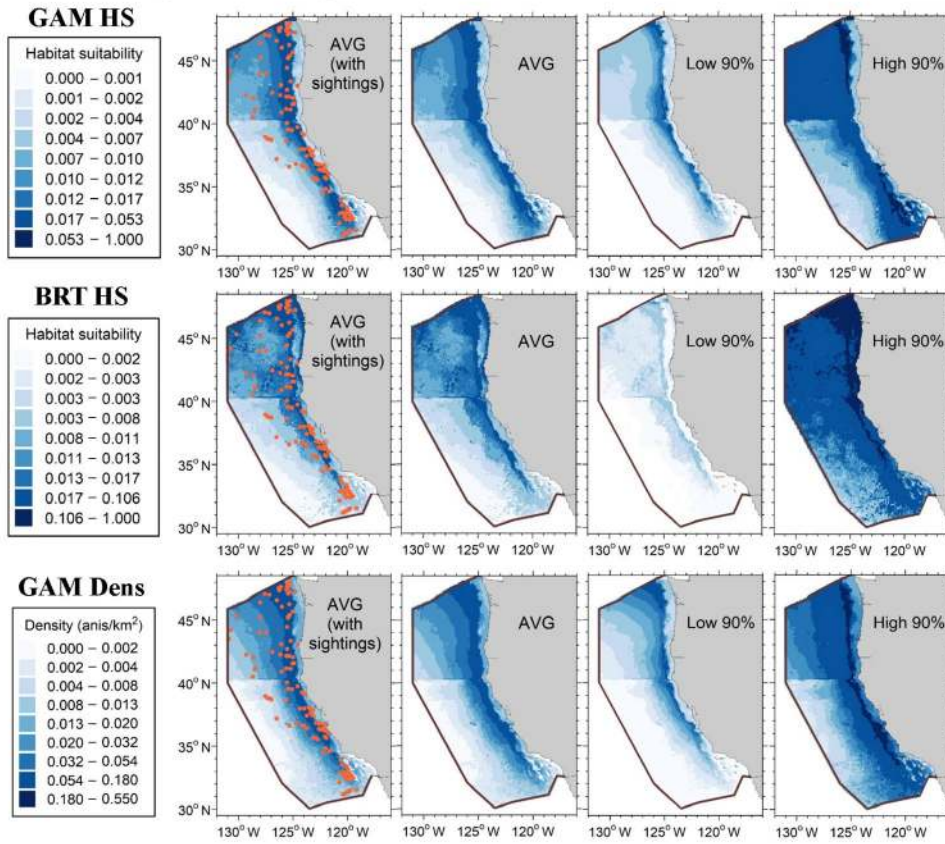 GAM HS
Habitat suitability
0.000 – 0.001
0.001 – 0.002
0.002 – 0.004
0.004 – 0.007
0.007 – 0.010
0.010 – 0.012
0.012 – 0.017
0.017 – 0.053
0.053 – 1.000
45° N
40° N
35° N
30° N
AVG
(with
sightings)
AVG
Low 90%
High 90%
130° W 125° W 120° W
130° W 125° W 120° W
130° W 125° W 120° W
130° W 125° W 120° W
BRT HS
Habitat suitability
0.000 – 0.002
0.002 – 0.003
0.003 – 0.003
0.003 – 0.008
0.008 – 0.011
0.011 – 0.013
0.013 – 0.017
0.017 – 0.106
0.106 – 1.000
45° N
40° N
35° N
30° N
AVG
(with
sightings)
AVG
Low 90%
High 90%
130° W 125° W 120° W
130° W 125° W 120° W
130° W 125° W 120° W
130° W 125° W 120° W
GAM Dens
Density (anis/km²)
0.000 – 0.002
0.002 – 0.004
0.004 – 0.008
0.008 – 0.013
0.013 – 0.020
0.020 – 0.032
0.032 – 0.054
0.054 – 0.180
0.180 – 0.550
45° N
40° N
35° N
30° N
AVG
(with
sightings)
AVG
Low 90%
High 90%
130° W 125° W 120° W
130° W 125° W 120° W
130° W 125° W 120° W
130° W 125° W 120° W